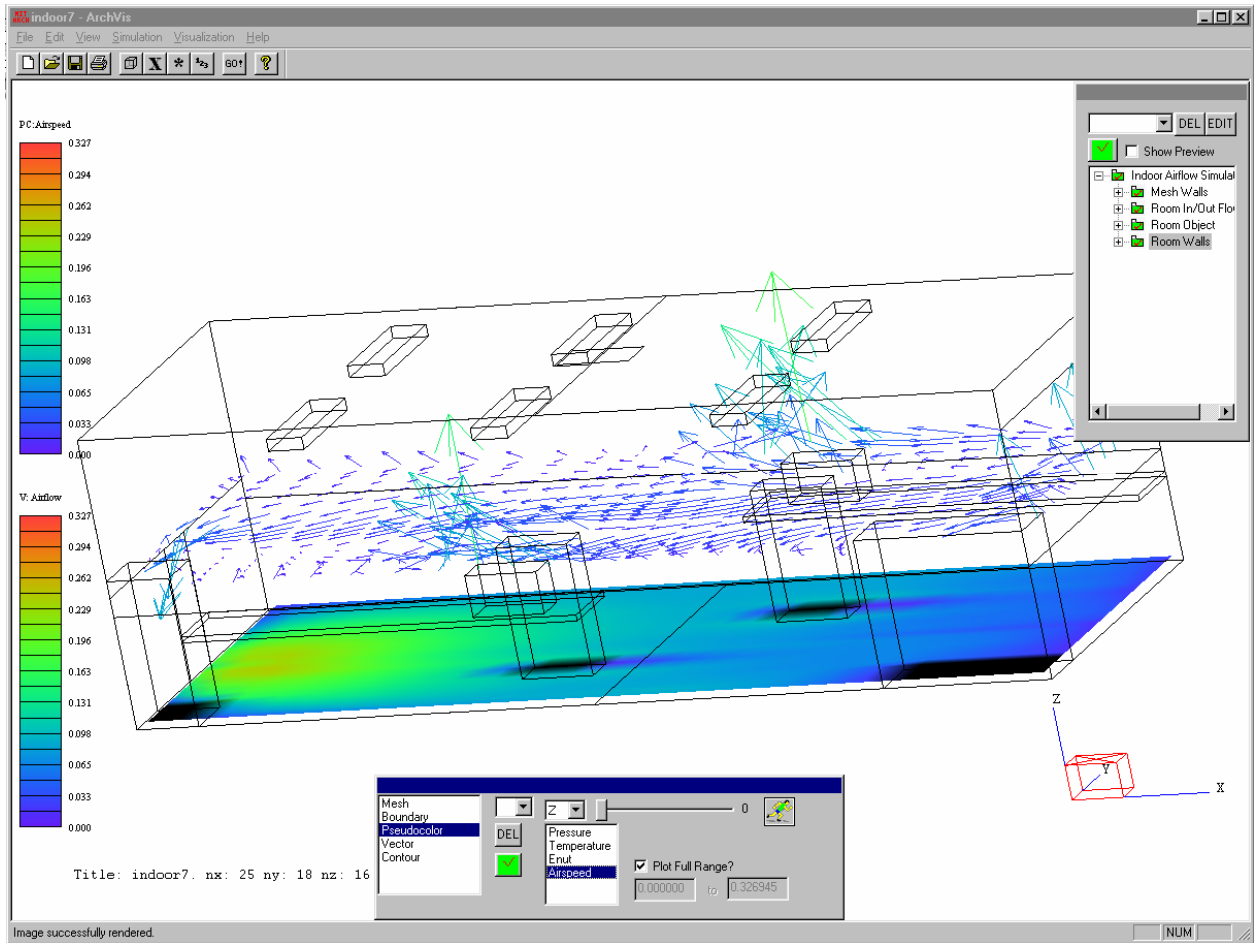 MIT
ARCH indoor7 - ArchVis
File Edit View Simulation Visualization Help
X * ¹₂₃ GO! ?
PC:Airspeed
0.327
0.294
0.262
0.229
0.196
0.163
0.131
0.098
0.065
0.033
0.000
V: Airflow
0.327
0.294
0.262
0.229
0.196
0.163
0.131
0.098
0.065
0.033
0.000
DEL EDIT
Show Preview
Indoor Airflow Simulat
Mesh Walls
Room In/Out Flo
Room Object
Room Walls
Z
Y
X
Mesh
Boundary
Pseudocolor
Vector
Contour
DEL
Z
0
Pressure
Temperature
Enut
Airspeed
Plot Full Range?
0.000000 to 0.326945
Title: indoor7. nx: 25 ny: 18 nz: 16
Image successfully rendered.
NUM